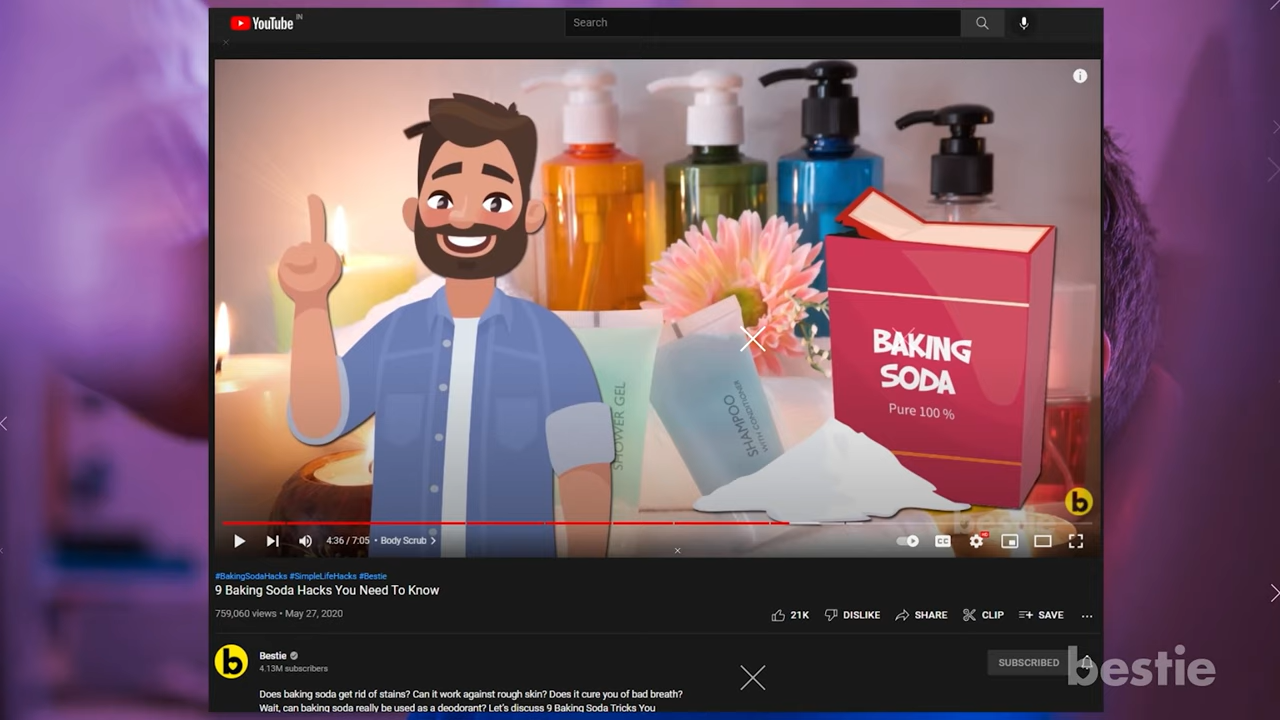 YouTube IN
Search
SHOWER GEL
SHAMPOO
WITH CONDITIONER
BAKING
SODA
Pure 100 %
b
4:36 / 7:05 • Body Scrub >
CC
HD
#BakingSodaHacks #SimpleLifeHacks #Bestie
9 Baking Soda Hacks You Need To Know
759,060 views • May 27, 2020
21K DISLIKE SHARE CLIP SAVE ...
b
Bestie
4.13M subscribers
SUBSCRIBED
bestie
Does baking soda get rid of stains? Can it work against rough skin? Does it cure you of bad breath?
Wait, can baking soda really be used as a deodorant? Let's discuss 9 Baking Soda Tricks You